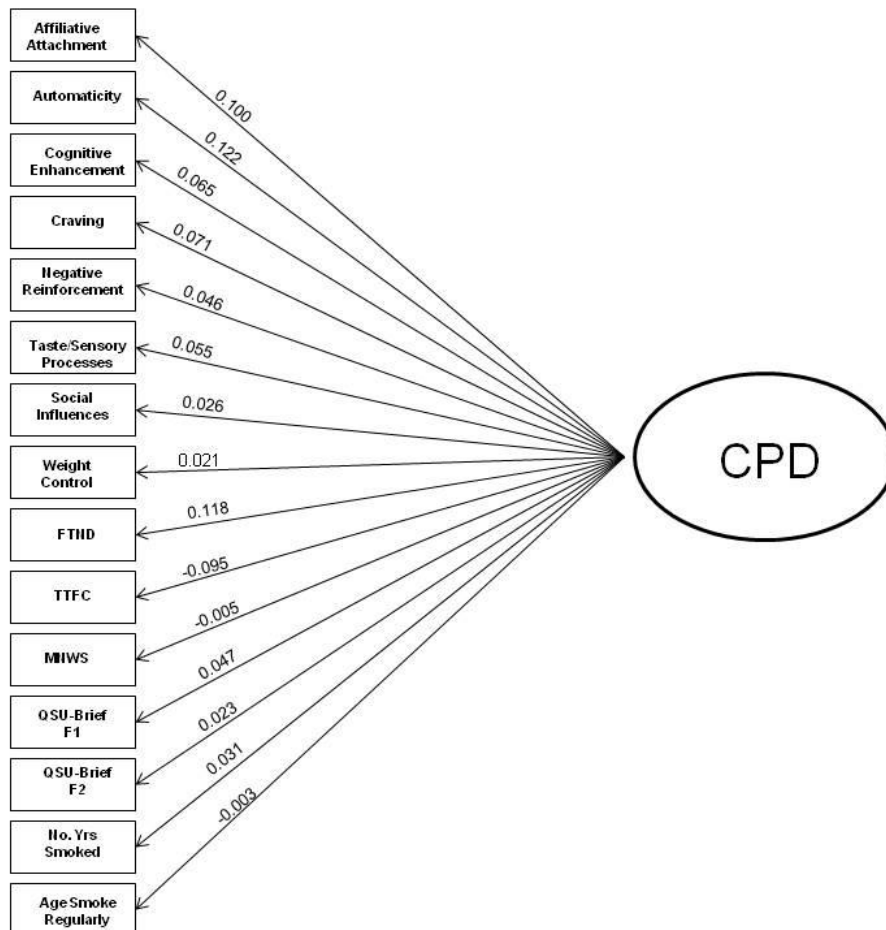 Affiliative
Attachment
0.100
Automaticity
0.122
Cognitive
Enhancement
0.065
Craving
0.071
Negative
Reinforcement
0.046
Taste/Sensory
Processes
0.055
Social
Influences
0.026
Weight
Control
0.021
CPD
FTND
0.118
TTFC
-0.095
MNWS
-0.005
QSU-Brief
F1
0.047
QSU-Brief
F2
0.023
No. Yrs
Smoked
0.031
Age Smoke
Regularly
-0.003